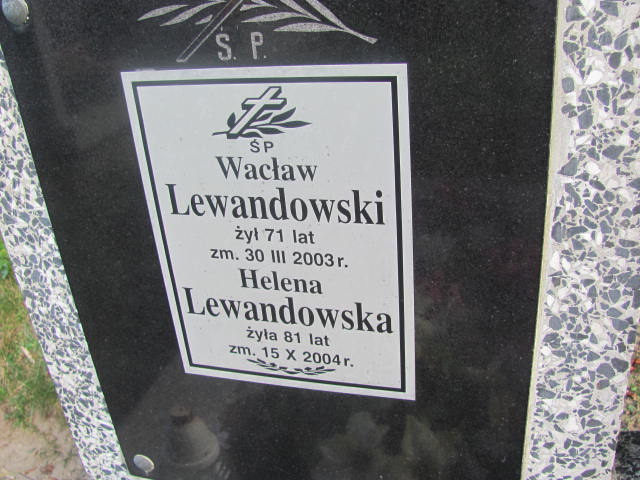 Ś. P.
ŚP
Wacław
Lewandowski
żył 71 lat
zm. 30 III 2003 r.
Helena
Lewandowska
żyła 81 lat
zm. 15 X 2004 r.